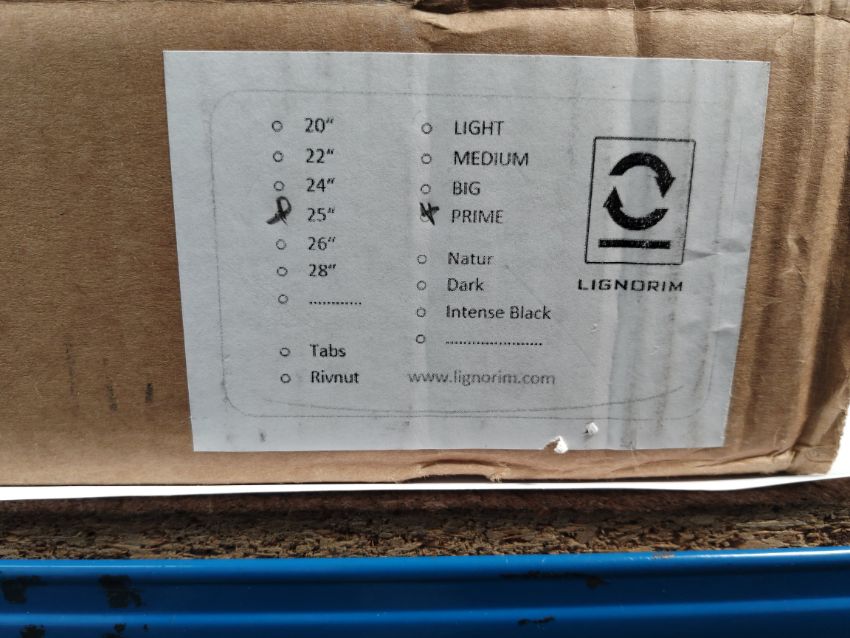 20“
22“
24“
25“
26“
28“
............
Tabs
Rivnut
LIGHT
MEDIUM
BIG
PRIME
Natur
Dark
Intense Black
......................
www.lignorim.com
LIGNORIM